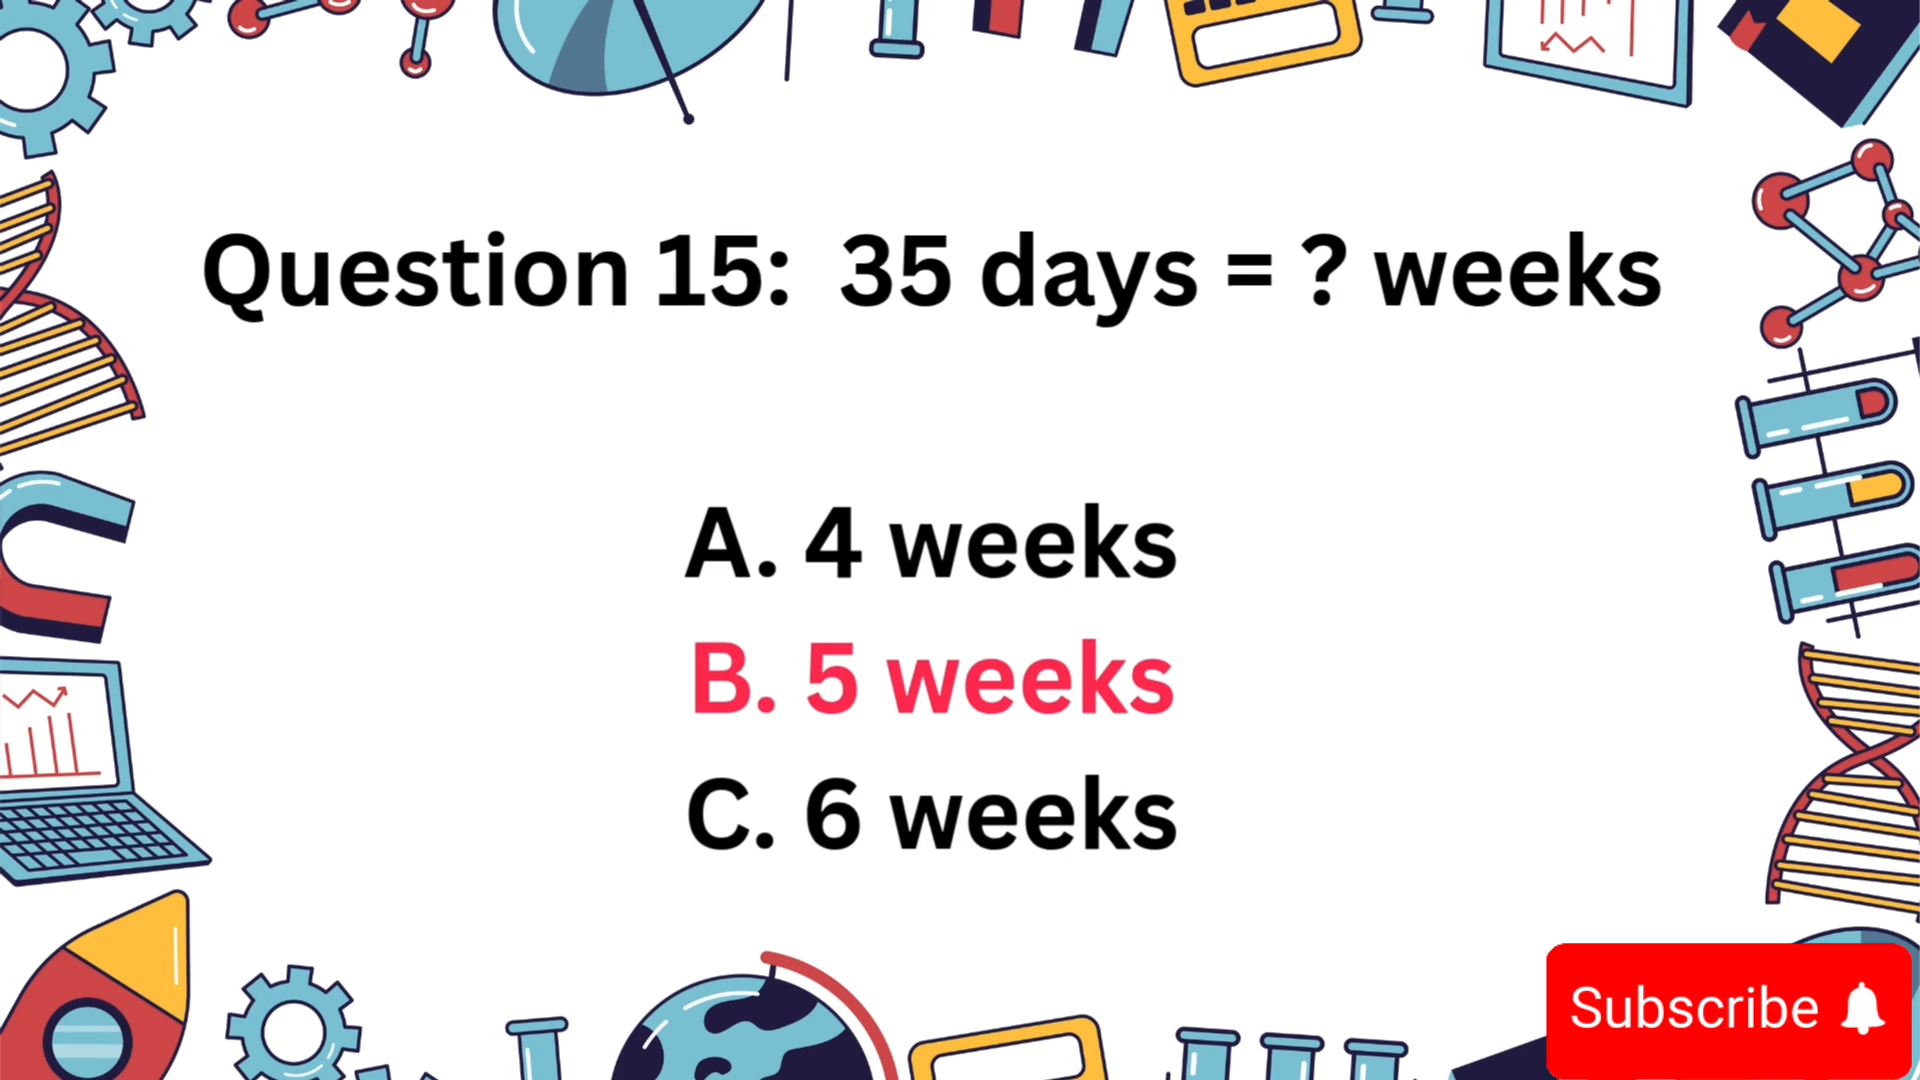 Question 15: 35 days = ? weeks
A. 4 weeks
B. 5 weeks
C. 6 weeks
Subscribe